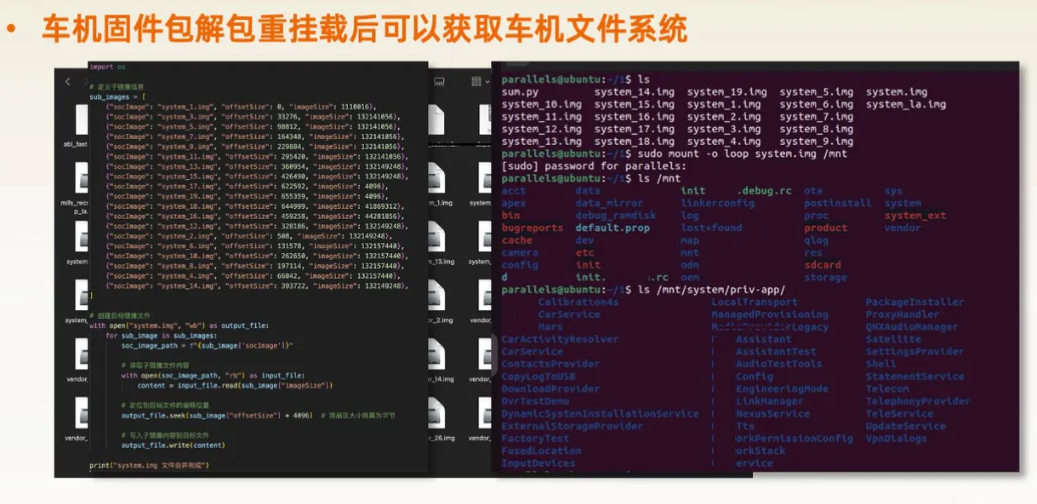 • 车机固件包解包重挂载后可以获取车机文件系统
import os
# 定义子镜像信息
sub_images = [
{"socImage": "system_1.img", "offsetSize": 0, "imageSize": 1110016},
{"socImage": "system_3.img", "offsetSize": 33276, "imageSize": 132141056},
{"socImage": "system_5.img", "offsetSize": 98812, "imageSize": 132141056},
{"socImage": "system_7.img", "offsetSize": 164348, "imageSize": 132141056},
{"socImage": "system_9.img", "offsetSize": 229884, "imageSize": 132141056},
{"socImage": "system_11.img", "offsetSize": 295420, "imageSize": 132141056},
{"socImage": "system_13.img", "offsetSize": 360954, "imageSize": 132149248},
{"socImage": "system_15.img", "offsetSize": 426490, "imageSize": 132149248},
{"socImage": "system_17.img", "offsetSize": 622592, "imageSize": 4096},
{"socImage": "system_19.img", "offsetSize": 655359, "imageSize": 4096},
{"socImage": "system_18.img", "offsetSize": 644999, "imageSize": 41869312},
{"socImage": "system_16.img", "offsetSize": 459258, "imageSize": 44281856},
{"socImage": "system_12.img", "offsetSize": 328186, "imageSize": 132149248},
{"socImage": "system_2.img", "offsetSize": 508, "imageSize": 132149248},
{"socImage": "system_6.img", "offsetSize": 131578, "imageSize": 132157440},
{"socImage": "system_10.img", "offsetSize": 262650, "imageSize": 132157440},
{"socImage": "system_8.img", "offsetSize": 197114, "imageSize": 132157440},
{"socImage": "system_4.img", "offsetSize": 66042, "imageSize": 132157440},
{"socImage": "system_14.img", "offsetSize": 393722, "imageSize": 132149248},
]
# 创建目标镜像文件
with open("system.img", "wb") as output_file:
for sub_image in sub_images:
soc_image_path = f"{sub_image['socImage']}"
# 读取子镜像文件内容
with open(soc_image_path, "rb") as input_file:
content = input_file.read(sub_image["imageSize"])
# 定位到目标文件的偏移位置
output_file.seek(sub_image["offsetSize"] * 4096) # 将扇区大小换算为字节
# 写入子镜像内容到目标文件
output_file.write(content)
print("system.img 文件合并完成")
parallels@ubuntu:~/1$ ls
sum.py system_14.img system_19.img system_5.img system.img
system_10.img system_15.img system_1.img system_6.img system_la.img
system_11.img system_16.img system_2.img system_7.img
system_12.img system_17.img system_3.img system_8.img
system_13.img system_18.img system_4.img system_9.img
parallels@ubuntu:~/1$ sudo mount -o loop system.img /mnt
[sudo] password for parallels:
parallels@ubuntu:~/1$ ls /mnt
acct data init .debug.rc ota sys
apex data_mirror linkerconfig postinstall system
bin debug_ramdisk log proc system_ext
bugreports default.prop lost+found product vendor
cache dev map qlog
camera etc mnt res
config init odm sdcard
d init. .rc oem storage
parallels@ubuntu:~/1$ ls /mnt/system/priv-app/
Calibration4s LocalTransport PackageInstaller
CarService ManagedProvisioning ProxyHandler
Mars MediaProviderLegacy QNXAudioManager
CarActivityResolver Assistant Satellite
CarService AssistantTest SettingsProvider
ContactsProvider AudioTestTools Shell
CopyLogToUSB Config StatementService
DownloadProvider EngineeringMode Telecom
DvrTestDemo LinkManager TelephonyProvider
DynamicSystemInstallationService NexusService TeleService
ExternalStorageProvider Tts UpdateService
FactoryTest orkPermissionConfig VpnDialogs
FusedLocation orkStack
InputDevices ervice